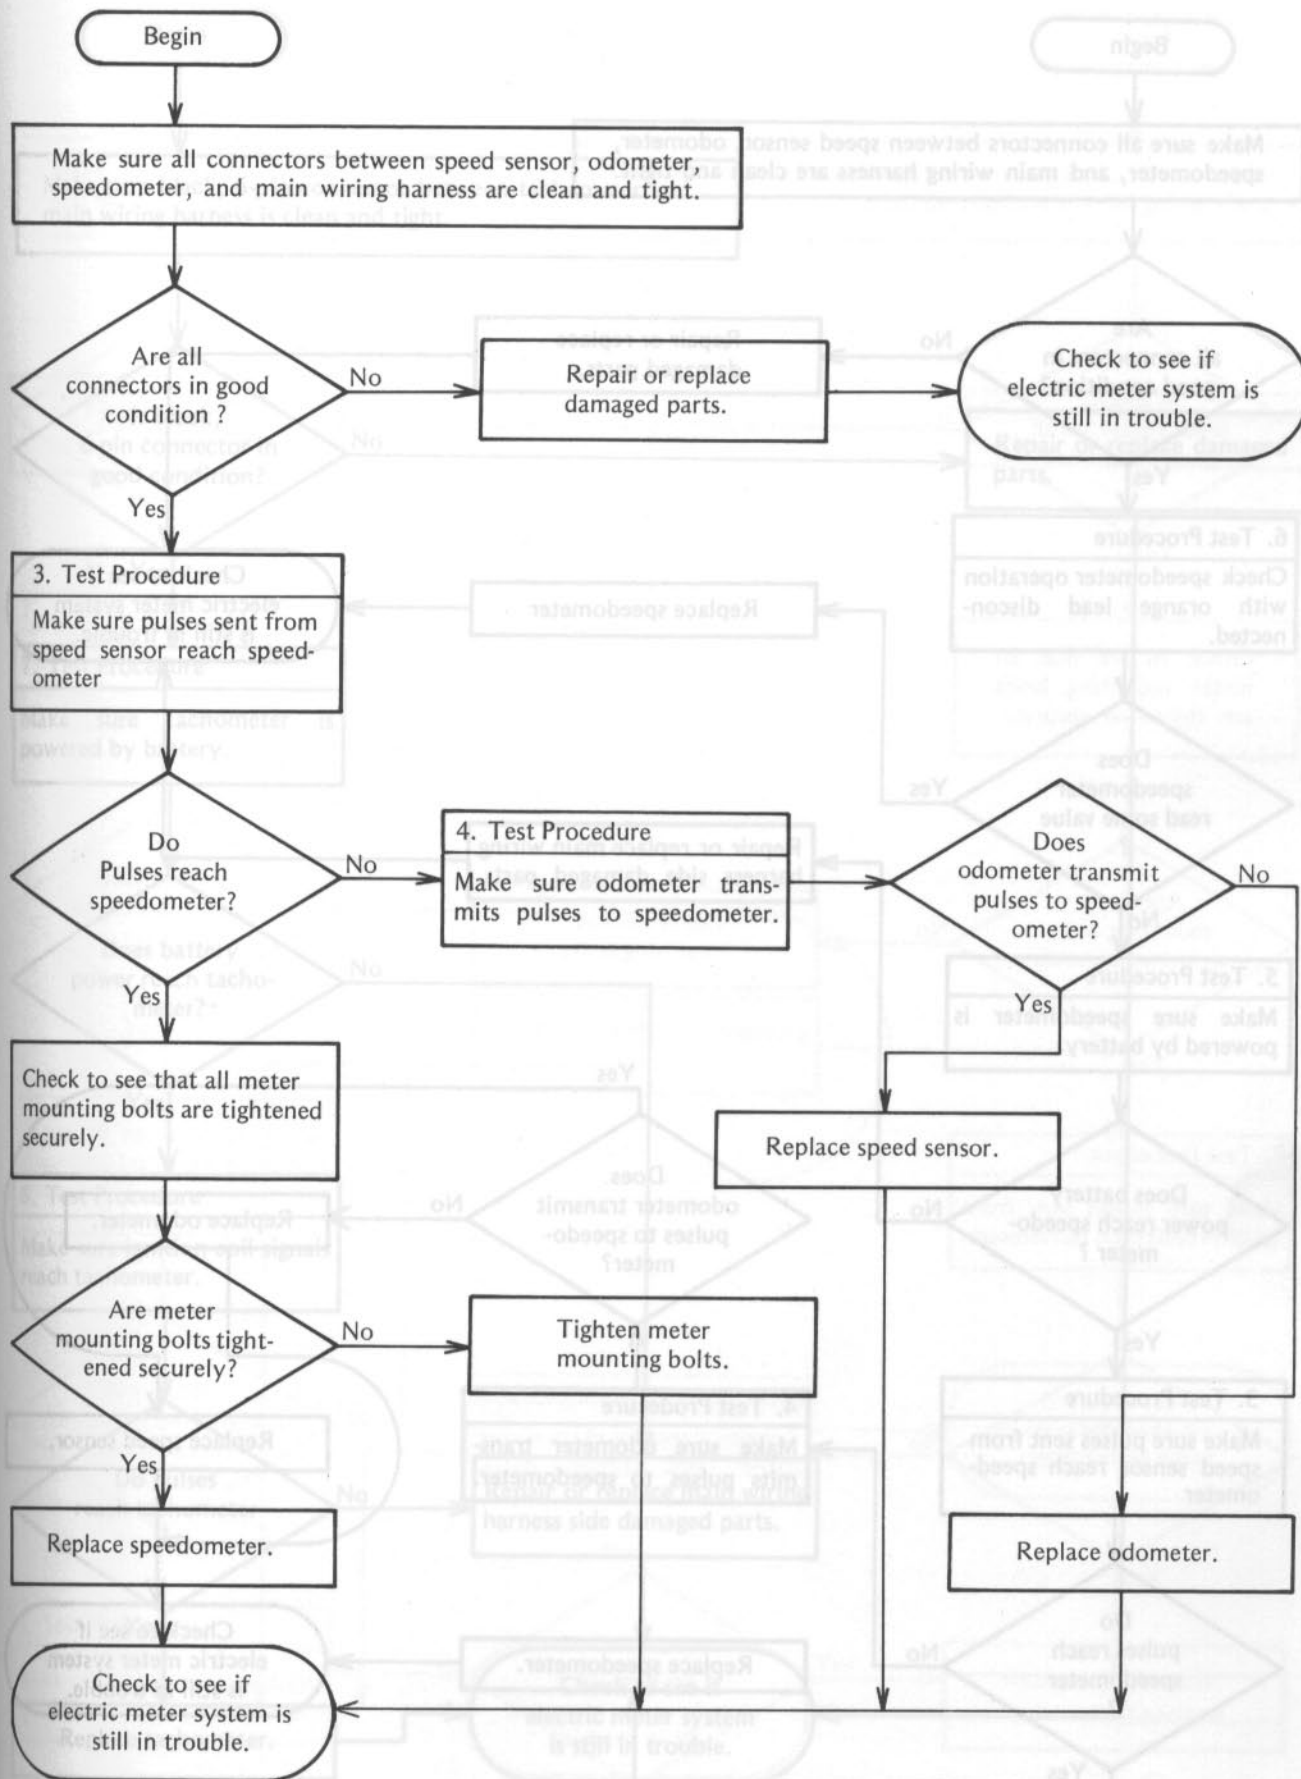 Begin
Make sure all connectors between speed sensor, odometer,
speedometer, and main wiring harness are clean and tight.
Are all
connectors in good
condition ?
No
Repair or replace
damaged parts.
Check to see if
electric meter system is
still in trouble.
Yes
3. Test Procedure
Make sure pulses sent from
speed sensor reach speed-
ometer
Do
Pulses reach
speedometer?
No
4. Test Procedure
Make sure odometer trans-
mits pulses to speedometer.
Does
odometer transmit
pulses to speed-
ometer?
No
Yes
Yes
Check to see that all meter
mounting bolts are tightened
securely.
Replace speed sensor.
Are meter
mounting bolts tight-
ened securely?
No
Tighten meter
mounting bolts.
Yes
Replace speedometer.
Replace odometer.
Check to see if
electric meter system is
still in trouble.